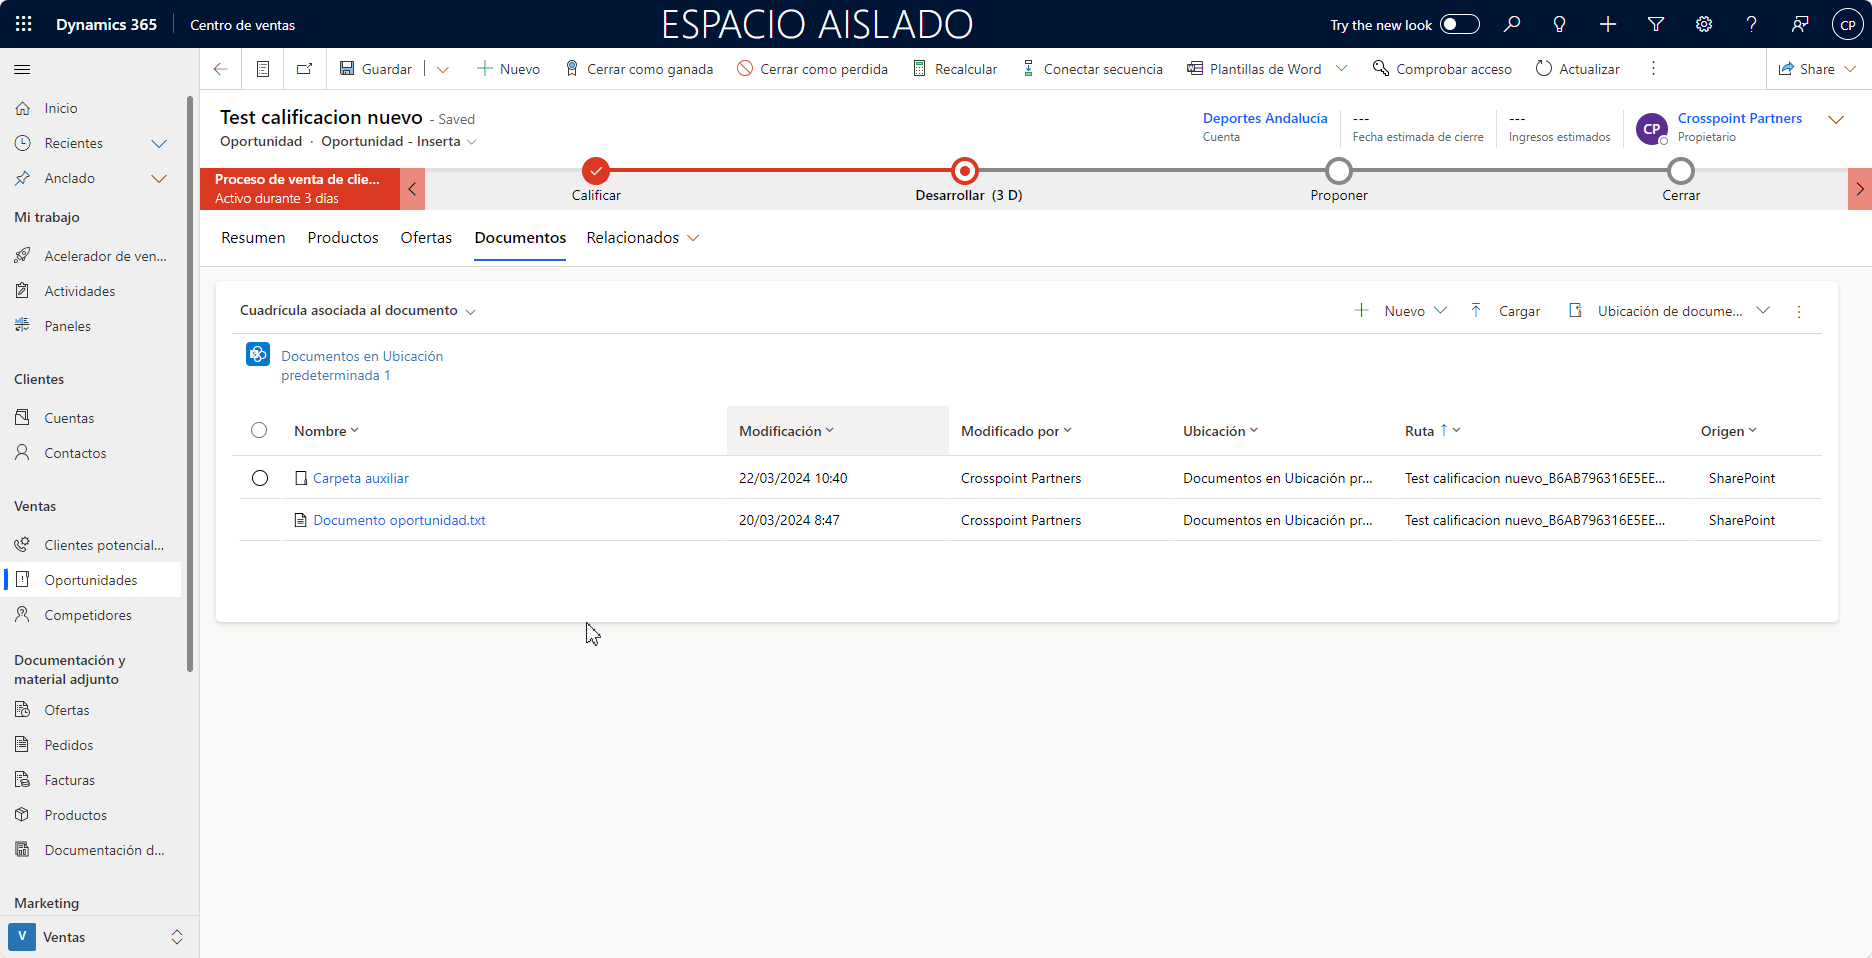 Dynamics 365
Centro de ventas
ESPACIO AISLADO
Try the new look
CP
Guardar
Nuevo
Cerrar como ganada
Cerrar como perdida
Recalcular
Conectar secuencia
Plantillas de Word
Comprobar acceso
Actualizar
Share
Inicio
Recientes
Anclado
Mi trabajo
Acelerador de ven...
Actividades
Paneles
Clientes
Cuentas
Contactos
Ventas
Clientes potencial...
Oportunidades
Competidores
Documentación y
material adjunto
Ofertas
Pedidos
Facturas
Productos
Documentación d...
Marketing
V
Ventas
Test calificacion nuevo - Saved
Oportunidad · Oportunidad - Inserta
Deportes Andalucía
Cuenta
---
Fecha estimada de cierre
---
Ingresos estimados
CP
Crosspoint Partners
Propietario
Proceso de venta de clie...
Activo durante 3 días
Calificar
Desarrollar (3 D)
Proponer
Cerrar
Resumen
Productos
Ofertas
Documentos
Relacionados
Cuadrícula asociada al documento
Nuevo
Cargar
Ubicación de docume...
Documentos en Ubicación
predeterminada 1
Nombre
Modificación
Modificado por
Ubicación
Ruta
Origen
Carpeta auxiliar
22/03/2024 10:40
Crosspoint Partners
Documentos en Ubicación pr...
Test calificacion nuevo_B6AB796316E5EE...
SharePoint
Documento oportunidad.txt
20/03/2024 8:47
Crosspoint Partners
Documentos en Ubicación pr...
Test calificacion nuevo_B6AB796316E5EE...
SharePoint